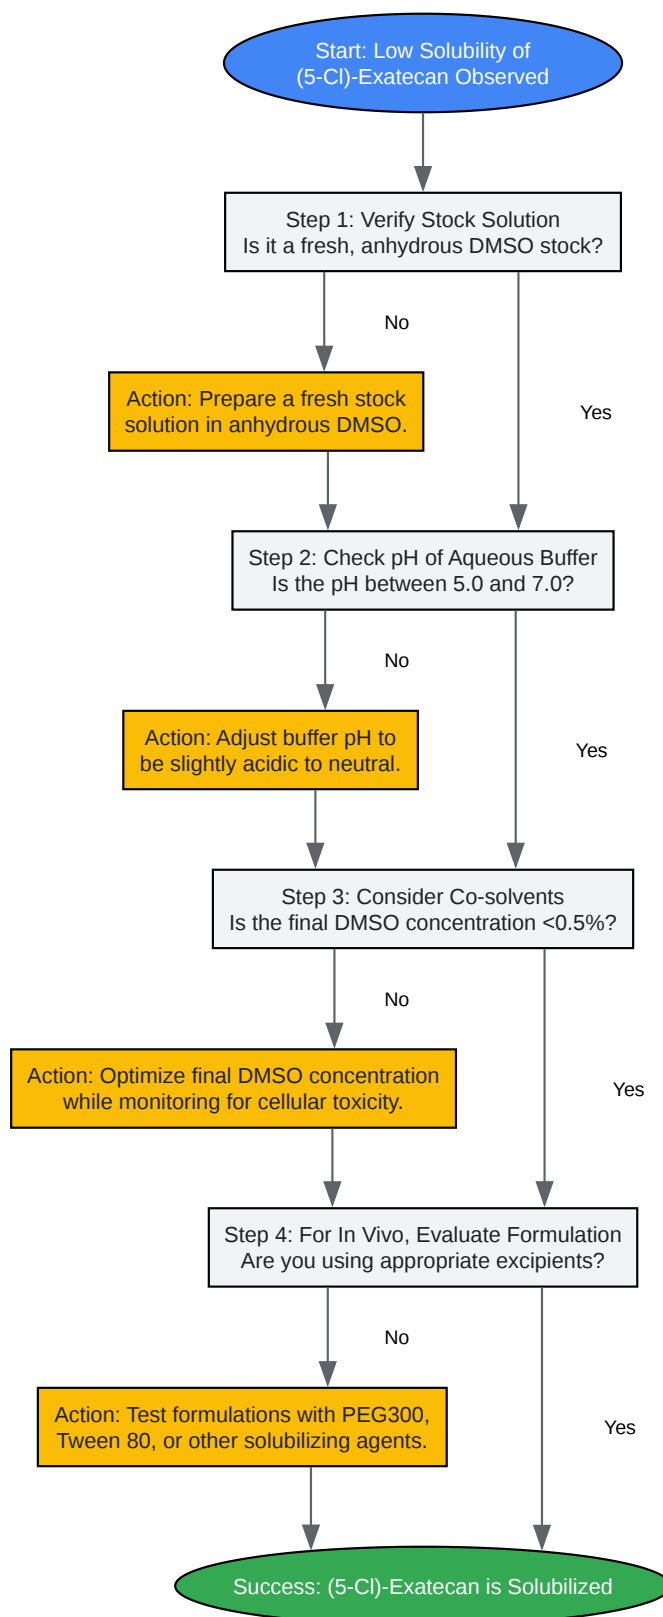 Start: Low Solubility of
(5-Cl)-Exatecan Observed
Step 1: Verify Stock Solution
Is it a fresh, anhydrous DMSO stock?
No
Action: Prepare a fresh stock
solution in anhydrous DMSO.
Yes
Step 2: Check pH of Aqueous Buffer
Is the pH between 5.0 and 7.0?
No
Action: Adjust buffer pH to
be slightly acidic to neutral.
Yes
Step 3: Consider Co-solvents
Is the final DMSO concentration <0.5%?
No
Action: Optimize final DMSO concentration
while monitoring for cellular toxicity.
Yes
Step 4: For In Vivo, Evaluate Formulation
Are you using appropriate excipients?
No
Action: Test formulations with PEG300,
Tween 80, or other solubilizing agents.
Yes
Success: (5-Cl)-Exatecan is Solubilized